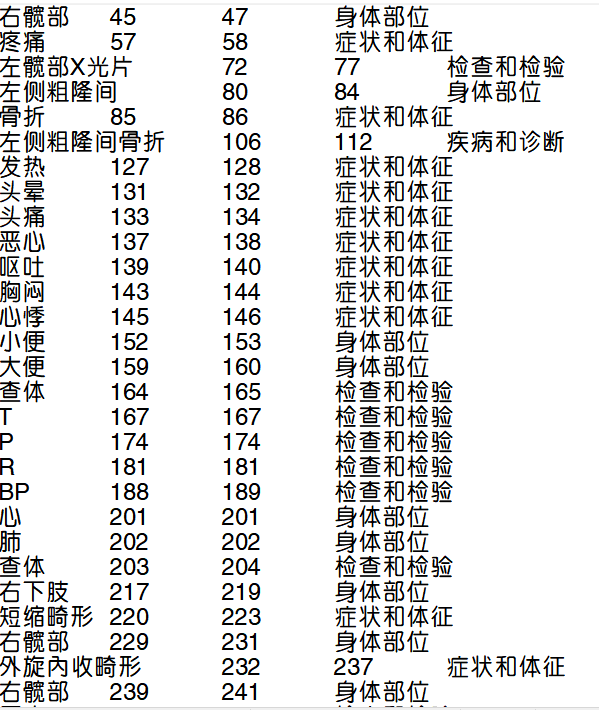 右髋部 45 47 身体部位
疼痛 57 58 症状和体征
左髋部X光片 72 77 检查和检验
左侧粗隆间 80 84 身体部位
骨折 85 86 症状和体征
左侧粗隆间骨折 106 112 疾病和诊断
发热 127 128 症状和体征
头晕 131 132 症状和体征
头痛 133 134 症状和体征
恶心 137 138 症状和体征
呕吐 139 140 症状和体征
胸闷 143 144 症状和体征
心悸 145 146 症状和体征
小便 152 153 身体部位
大便 159 160 身体部位
查体 164 165 检查和检验
T 167 167 检查和检验
P 174 174 检查和检验
R 181 181 检查和检验
BP 188 189 检查和检验
心 201 201 身体部位
肺 202 202 身体部位
查体 203 204 检查和检验
右下肢 217 219 身体部位
短缩畸形 220 223 症状和体征
右髋部 229 231 身体部位
外旋內收畸形 232 237 症状和体征
右髋部 239 241 身体部位